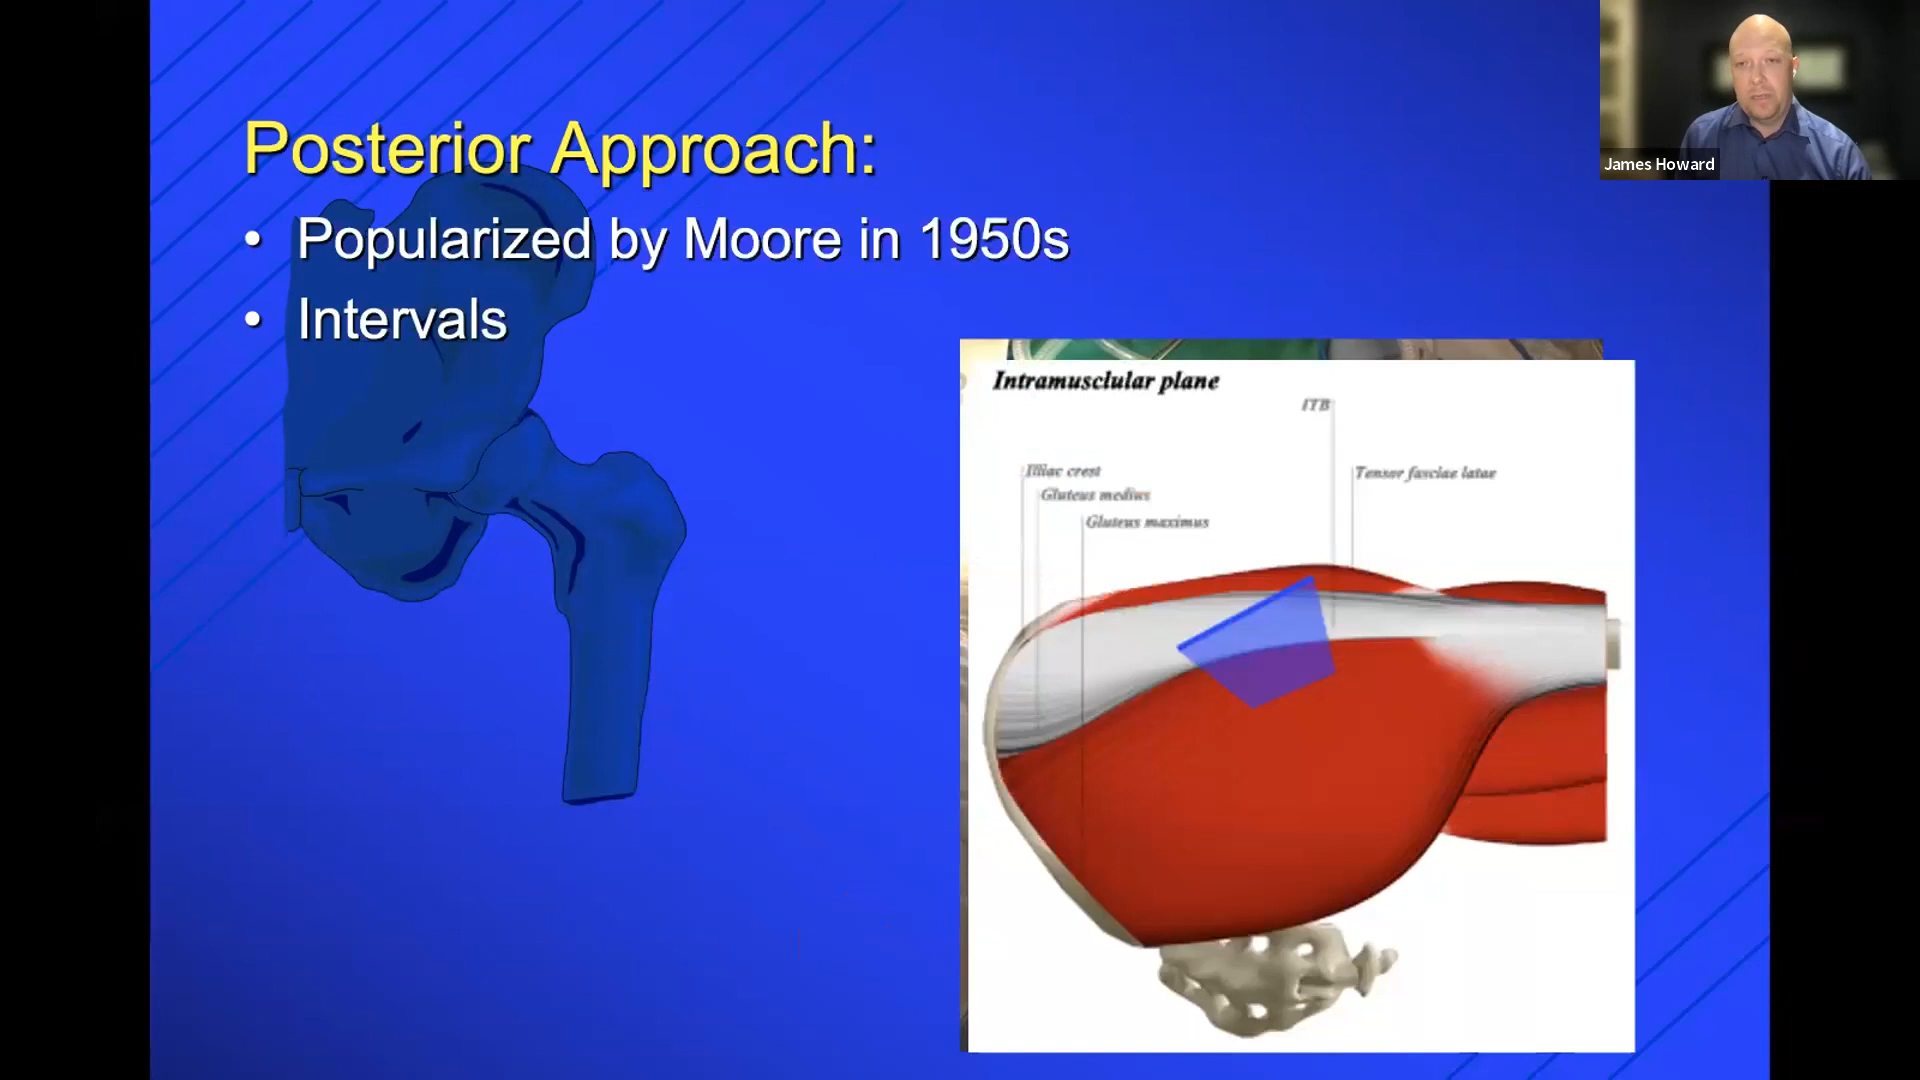 Posterior Approach:
• Popularized by Moore in 1950s
• Intervals
James Howard
Intramusclular plane
ITB
Illiac crest
Tensor fasciae latae
Gluteus medius
Gluteus maximus